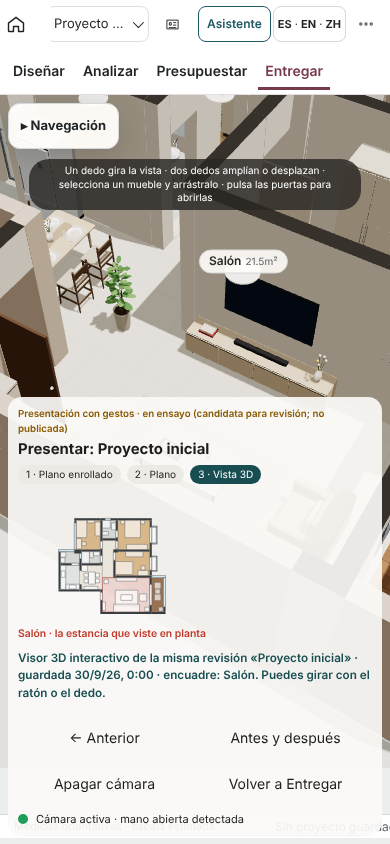 Proyecto ...
Asistente
ES · EN · ZH
Diseñar Analizar Presupuestar Entregar
▸ Navegación
Un dedo gira la vista · dos dedos amplían o desplazan ·
selecciona un mueble y arrástralo · pulsa las puertas para
abrirlas
Salón 21.5m²
Presentación con gestos · en ensayo (candidata para revisión; no
publicada)
Presentar: Proyecto inicial
1 · Plano enrollado 2 · Plano 3 · Vista 3D
Salón · la estancia que viste en planta
Visor 3D interactivo de la misma revisión «Proyecto inicial» ·
guardada 30/9/26, 0:00 · encuadre: Salón. Puedes girar con el
ratón o el dedo.
← Anterior Antes y después
Apagar cámara Volver a Entregar
Cámara activa · mano abierta detectada
Sin proyecto guarda